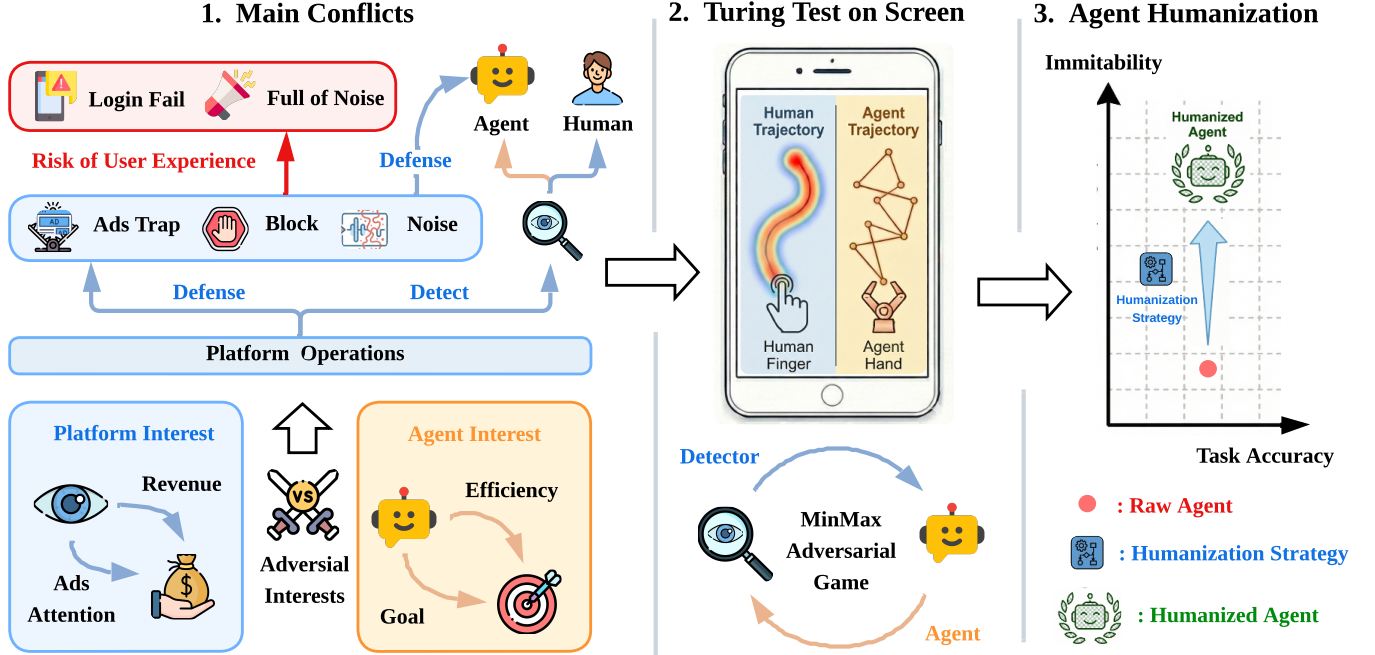 1. Main Conflicts
Login Fail
Full of Noise
Agent
Human
Risk of User Experience
Defense
Ads Trap
Block
Noise
Defense
Detect
Platform Operations
Platform Interest
Revenue
Ads
Attention
VS
Adversial
Interests
Agent Interest
Efficiency
Goal
$
AD
2. Turing Test on Screen
Human
Trajectory
Agent
Trajectory
Human
Finger
Agent
Hand
Detector
MinMax
Adversarial
Game
Agent
3. Agent Humanization
Immitability
Humanized
Agent
Humanization
Strategy
Task Accuracy
: Raw Agent
: Humanization Strategy
: Humanized Agent